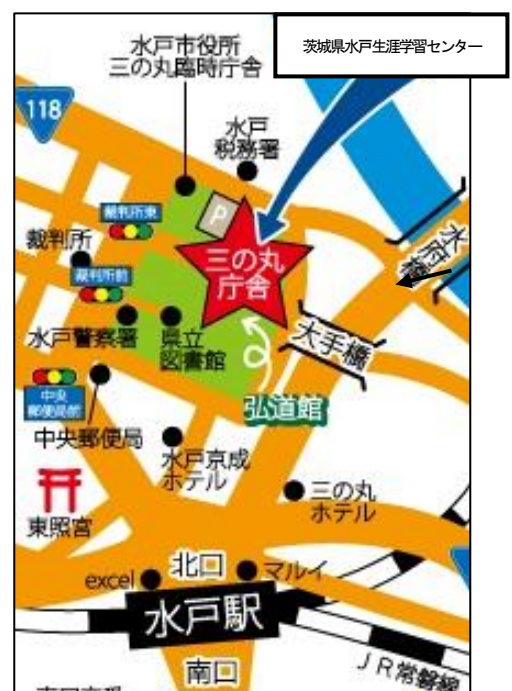 茨城県水戸生涯学習センター
水戸市役所
三の丸臨時庁舎
118
水戸
税務署
P
裁判所東
裁判所
裁判所前
三の丸
庁舎
水府橋
水戸警察署
県立
図書館
大手橋
中央
郵便局前
弘道館
中央郵便局
水戸京成
ホテル
三の丸
ホテル
東照宮
北口
excel
マルイ
水戸駅
南口
JR常磐線